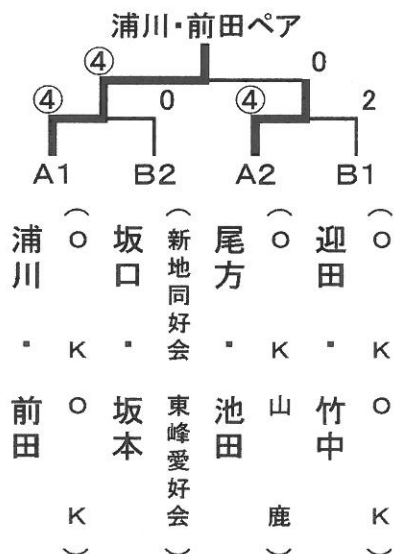 浦川・前田ペア
④ 0
④ 0 ④ 2
A1 B2 A2 B1
浦川・前田
（OK OK）
坂口・坂本
（新地同好会 東峰愛好会）
尾方・池田
（OK 山鹿）
迎田・竹中
（OK OK）